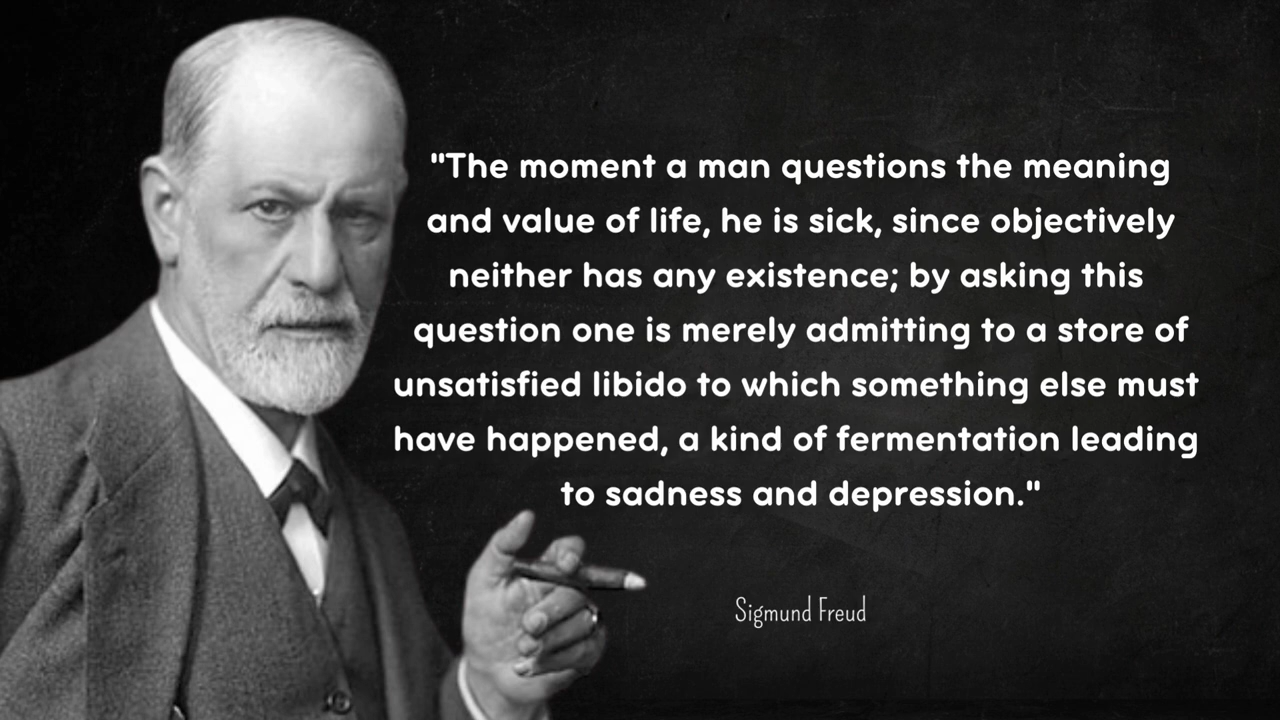 "The moment a man questions the meaning
and value of life, he is sick, since objectively
neither has any existence; by asking this
question one is merely admitting to a store of
unsatisfied libido to which something else must
have happened, a kind of fermentation leading
to sadness and depression."
Sigmund Freud